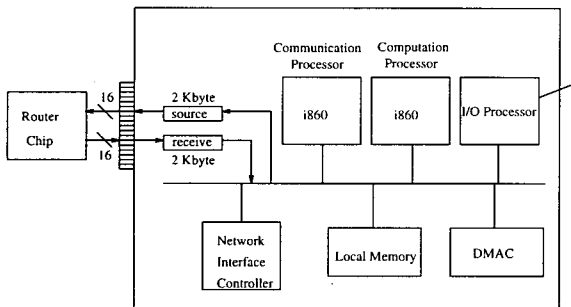 Communication
Processor
Computation
Processor
16
2 Kbyte
source
i860
i860
I/O Processor
Router
Chip
receive
16
2 Kbyte
Network
Interface
Controller
Local Memory
DMAC